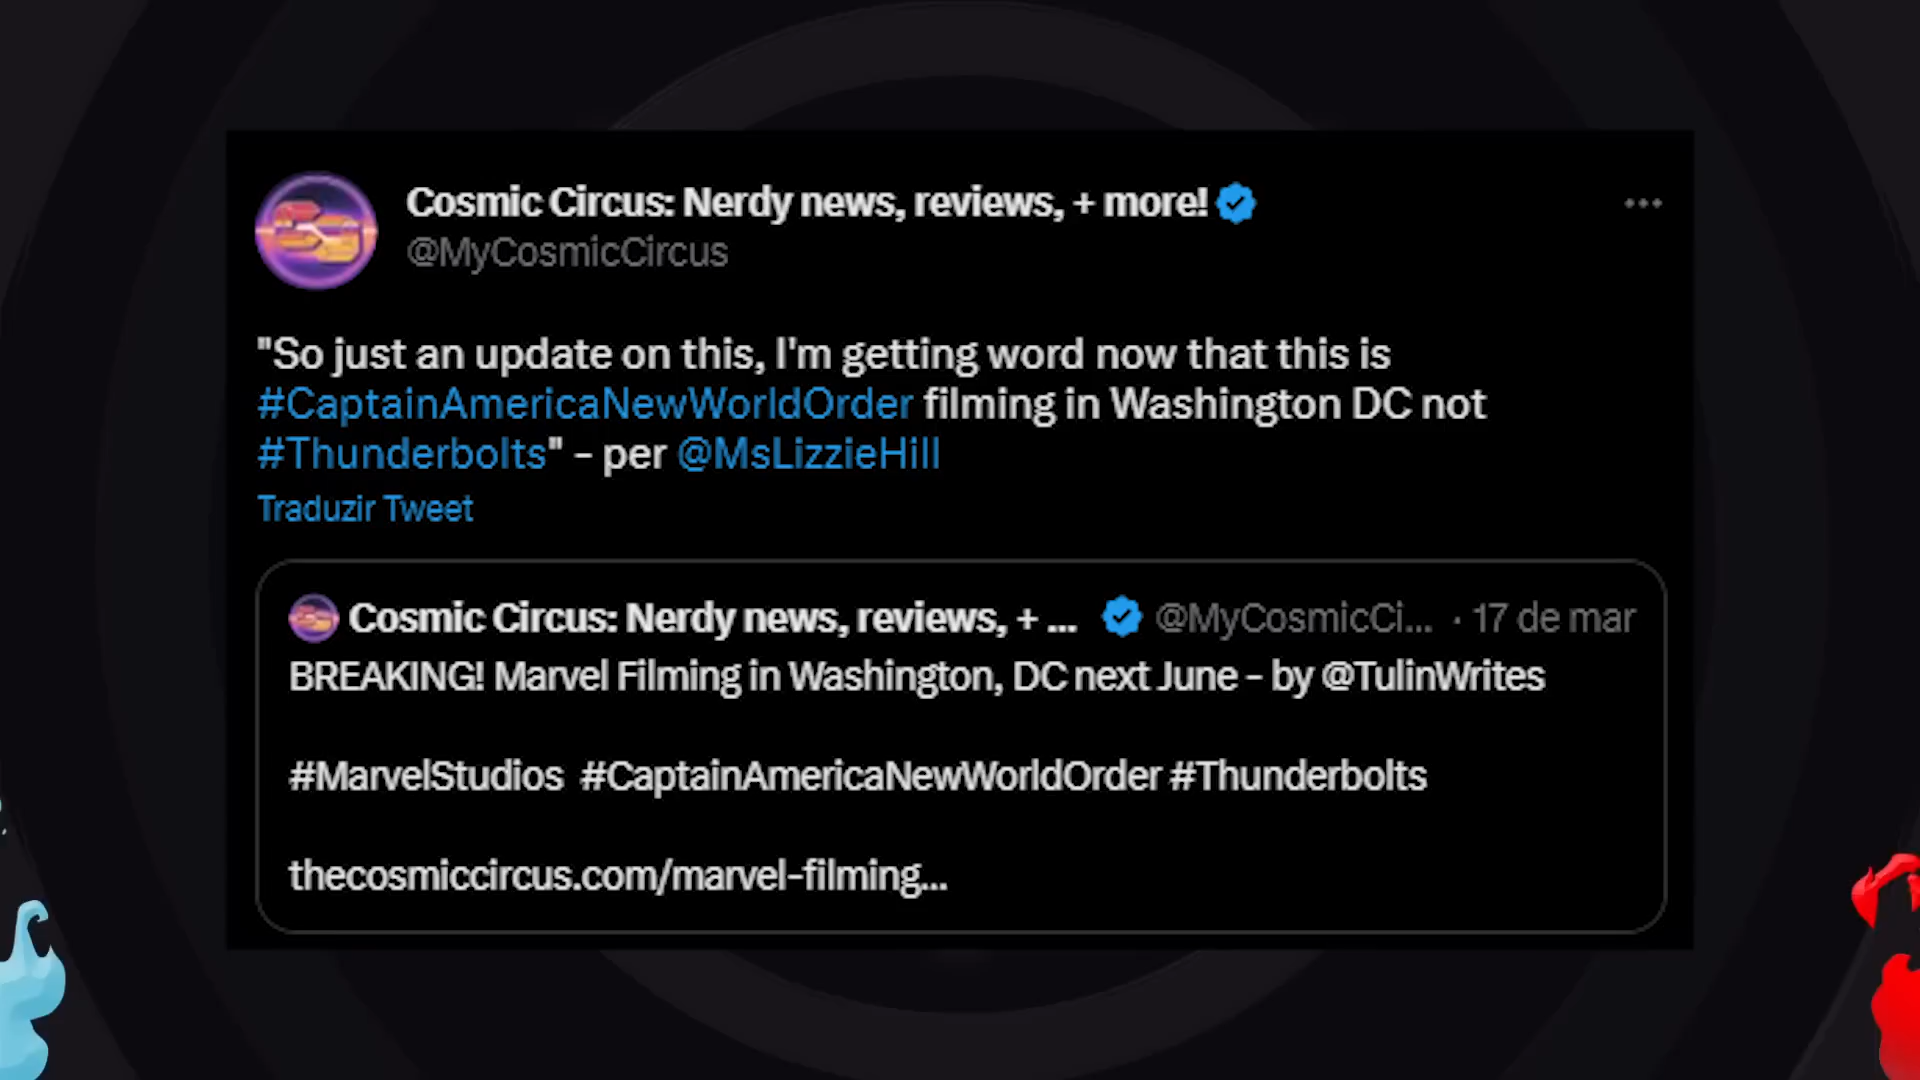 Cosmic Circus: Nerdy news, reviews, + more!
@MyCosmicCircus
"So just an update on this, I'm getting word now that this is
#CaptainAmericaNewWorldOrder filming in Washington DC not
#Thunderbolts" – per @MsLizzieHill
Traduzir Tweet
Cosmic Circus: Nerdy news, reviews, + ... @MyCosmicCi... · 17 de mar
BREAKING! Marvel Filming in Washington, DC next June – by @TulinWrites
#MarvelStudios #CaptainAmericaNewWorldOrder #Thunderbolts
thecosmiccircus.com/marvel-filming...